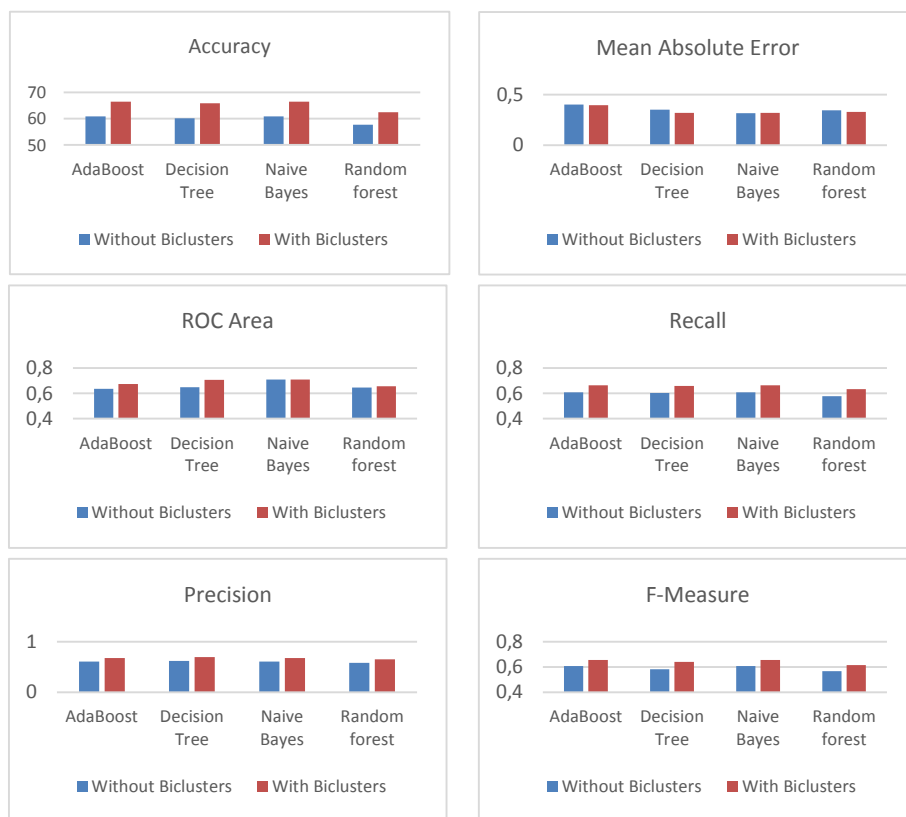 Accuracy
70
60
50
AdaBoost Decision Tree Naive Bayes Random forest
Without Biclusters With Biclusters
Mean Absolute Error
0,5
0
AdaBoost Decision Tree Naive Bayes Random forest
Without Biclusters With Biclusters
ROC Area
0,8
0,6
0,4
AdaBoost Decision Tree Naive Bayes Random forest
Without Biclusters With Biclusters
Recall
0,8
0,6
0,4
AdaBoost Decision Tree Naive Bayes Random forest
Without Biclusters With Biclusters
Precision
1
0
AdaBoost Decision Tree Naive Bayes Random forest
Without Biclusters With Biclusters
F-Measure
0,8
0,6
0,4
AdaBoost Decision Tree Naive Bayes Random forest
Without Biclusters With Biclusters